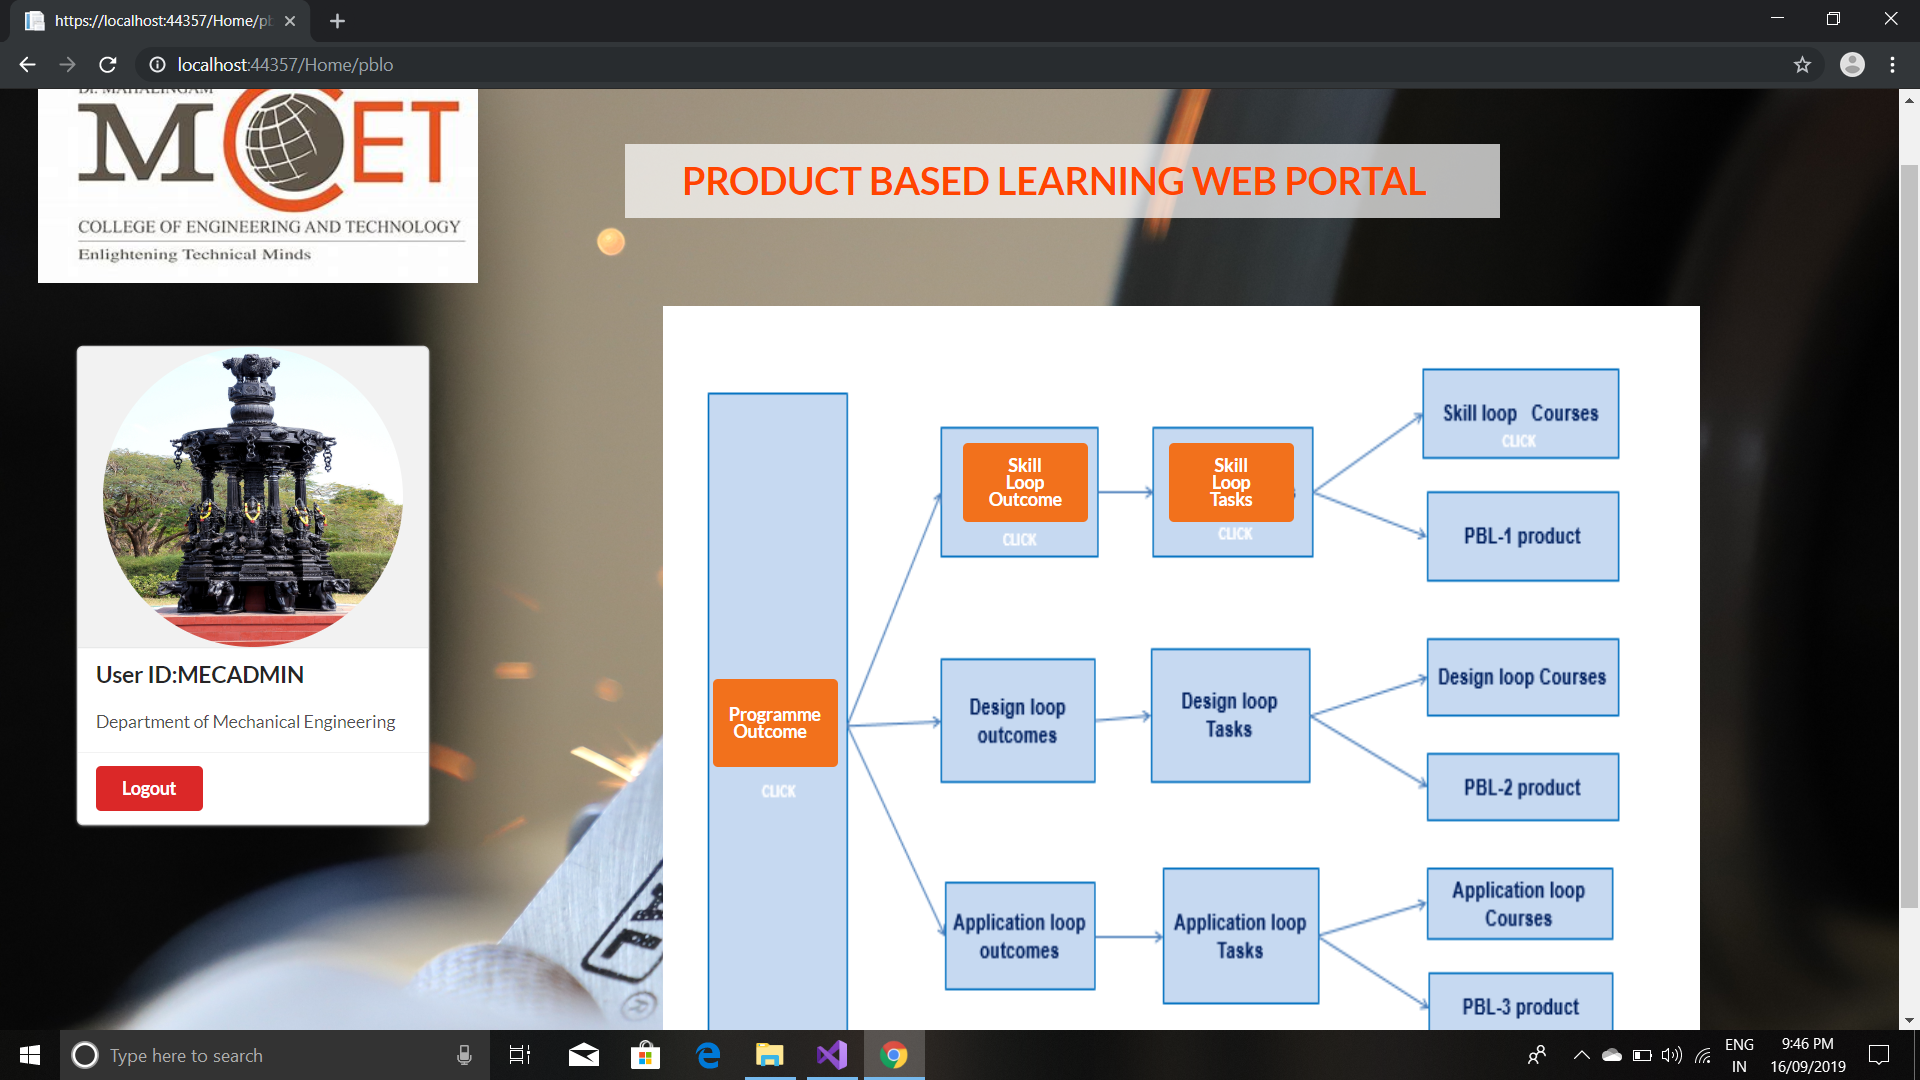 https://localhost:44357/Home/pb
localhost:44357/Home/pblo
Dr. MAHALINGAM
MCET
COLLEGE OF ENGINEERING AND TECHNOLOGY
Enlightening Technical Minds
PRODUCT BASED LEARNING WEB PORTAL
User ID:MECADMIN
Department of Mechanical Engineering
Logout
Programme
Outcome
CLICK
Skill
Loop
Outcome
CLICK
Skill
Loop
Tasks
CLICK
Skill loop Courses
CLICK
PBL-1 product
Design loop
outcomes
Design loop
Tasks
Design loop Courses
PBL-2 product
Application loop
outcomes
Application loop
Tasks
Application loop
Courses
PBL-3 product
Type here to search
ENG
IN
9:46 PM
16/09/2019